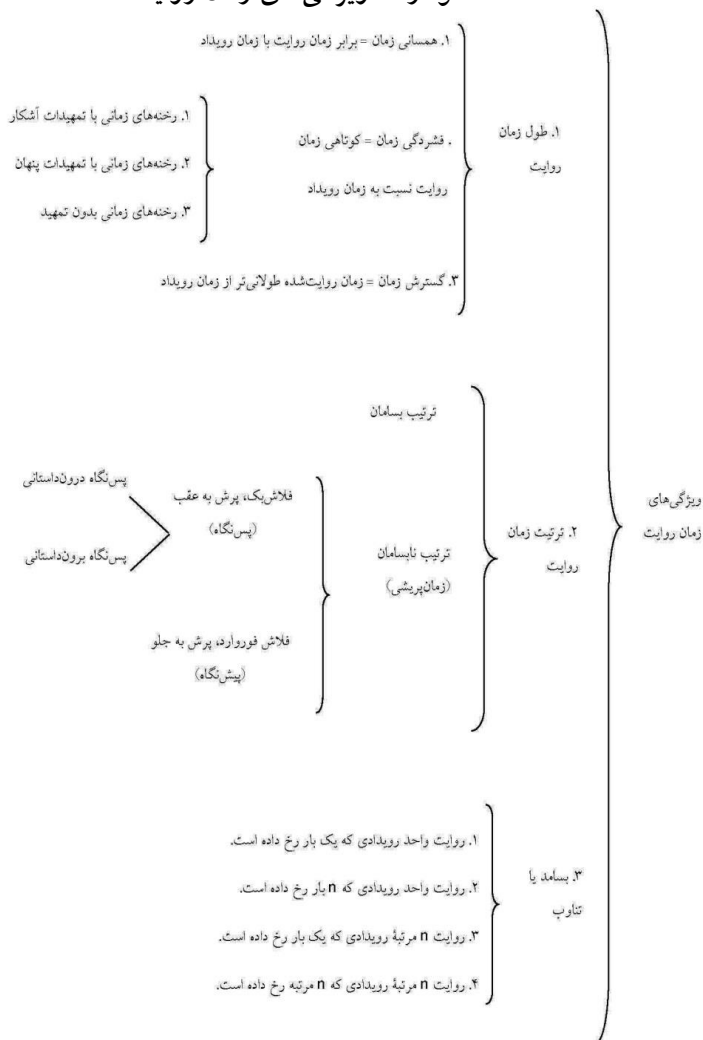 ویژگی‌های
زمان روایت
۱. طول زمان
روایت
۱. همسانی زمان = برابر زمان روایت با زمان رویداد
. فشردگی زمان = کوتاهی زمان
روایت نسبت به زمان رویداد
۱. رخنه‌های زمانی با تمهیدات آشکار
۲. رخنه‌های زمانی با تمهیدات پنهان
۳. رخنه‌های زمانی بدون تمهید
۳. گسترش زمان = زمان روایت‌شده طولانی‌تر از زمان رویداد
۲. ترتیت زمان
روایت
ترتیب بسامان
ترتیب نابسامان
(زمان‌پریشی)
فلاش‌بک، پرش به عقب
(پس‌نگاه)
پس‌نگاه درون‌داستانی
پس‌نگاه برون‌داستانی
فلاش فوروارد، پرش به جلو
(پیش‌نگاه)
۳. بسامد یا
تناوب
۱. روایت واحد رویدادی که یک بار رخ داده است.
۲. روایت واحد رویدادی که n بار رخ داده است.
۳. روایت n مرتبهٔ رویدادی که یک بار رخ داده است.
۴. روایت n مرتبهٔ رویدادی که n مرتبه رخ داده است.